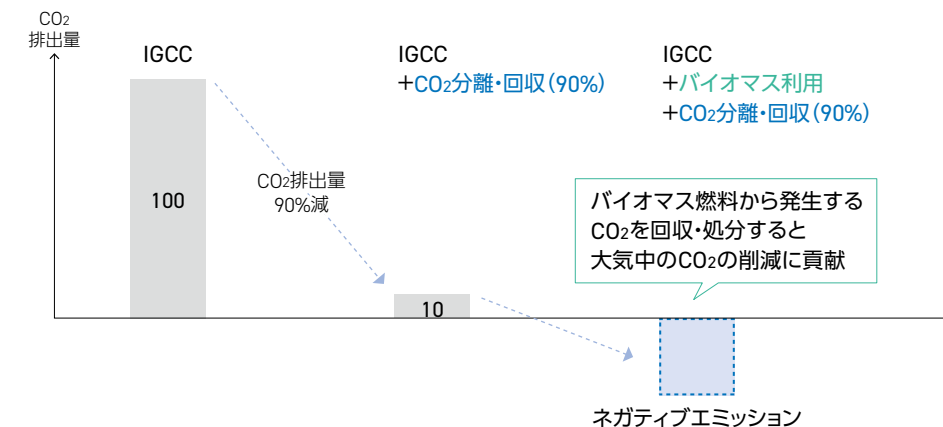 CO2
排出量
IGCC
100
CO2排出量
90%減
IGCC
+CO2分離・回収(90%)
10
IGCC
+バイオマス利用
+CO2分離・回収(90%)
バイオマス燃料から発生する
CO2を回収・処分すると
大気中のCO2の削減に貢献
ネガティブエミッション